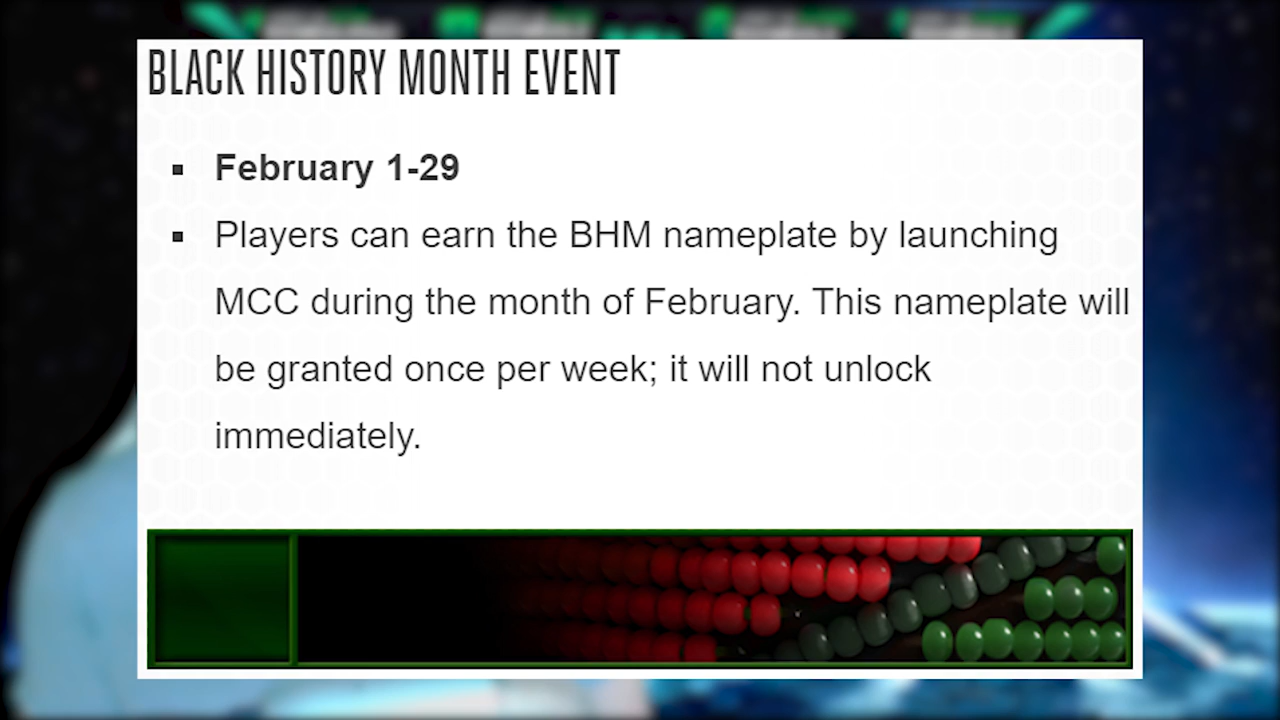 BLACK HISTORY MONTH EVENT
▪ February 1-29
▪ Players can earn the BHM nameplate by launching
MCC during the month of February. This nameplate will
be granted once per week; it will not unlock
immediately.